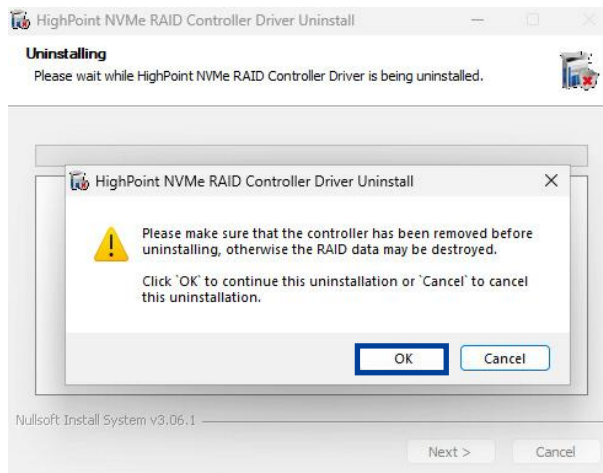 HighPoint NVMe RAID Controller Driver Uninstall
Uninstalling
Please wait while HighPoint NVMe RAID Controller Driver is being uninstalled.
HighPoint NVMe RAID Controller Driver Uninstall
Please make sure that the controller has been removed before
uninstalling, otherwise the RAID data may be destroyed.
Click `OK` to continue this uninstallation or `Cancel` to cancel
this uninstallation.
OK Cancel
Nullsoft Install System v3.06.1
Next > Cancel